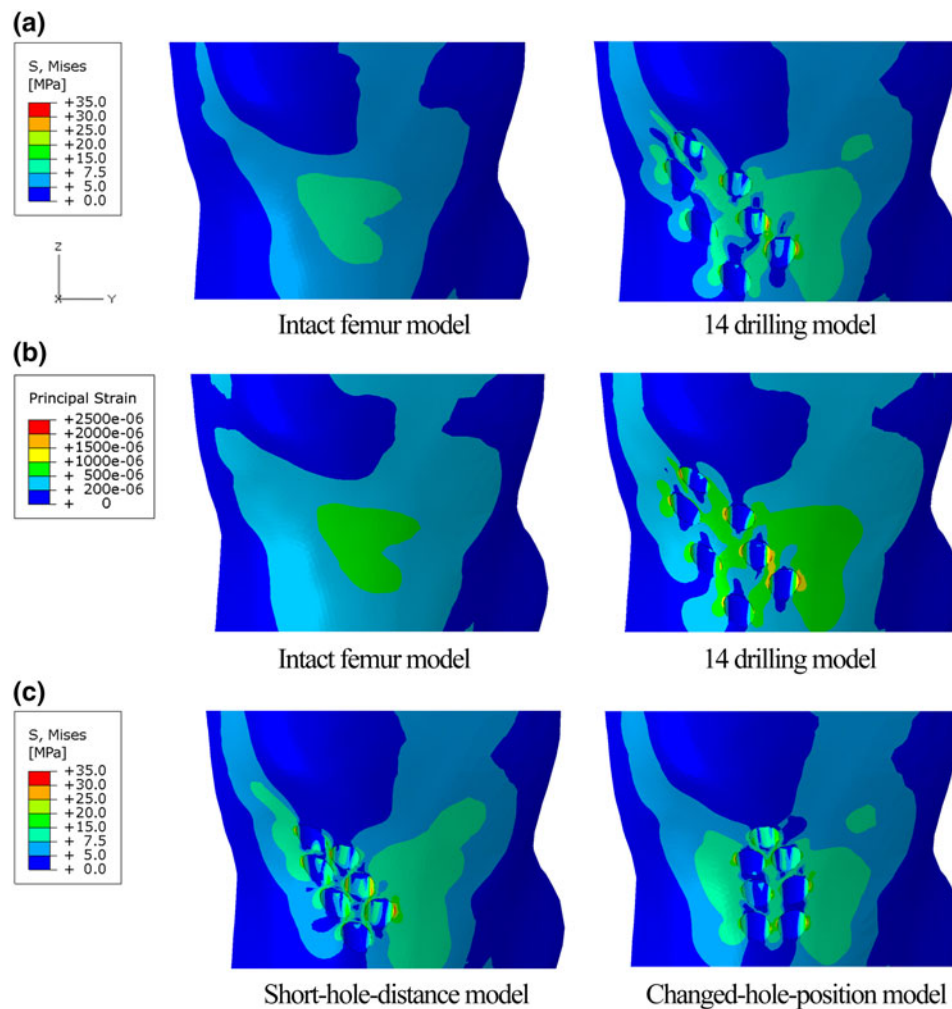 (a)
S, Mises
[MPa]
+35.0
+30.0
+25.0
+20.0
+15.0
+ 7.5
+ 5.0
+ 0.0
Z
X
Y
Intact femur model
14 drilling model
(b)
Principal Strain
+2500e-06
+2000e-06
+1500e-06
+1000e-06
+ 500e-06
+ 200e-06
+ 0
Intact femur model
14 drilling model
(c)
S, Mises
[MPa]
+35.0
+30.0
+25.0
+20.0
+15.0
+ 7.5
+ 5.0
+ 0.0
Short-hole-distance model
Changed-hole-position model